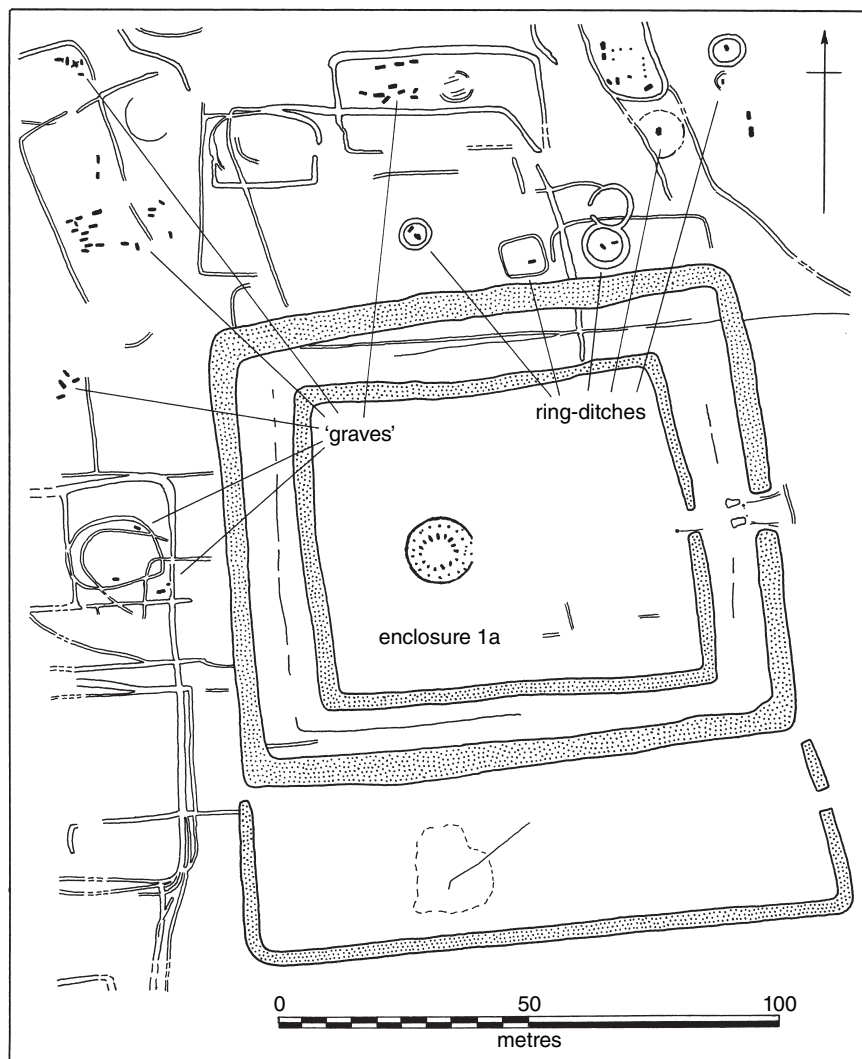 ring-ditches
‘graves’
enclosure 1a
0 50 100
metres